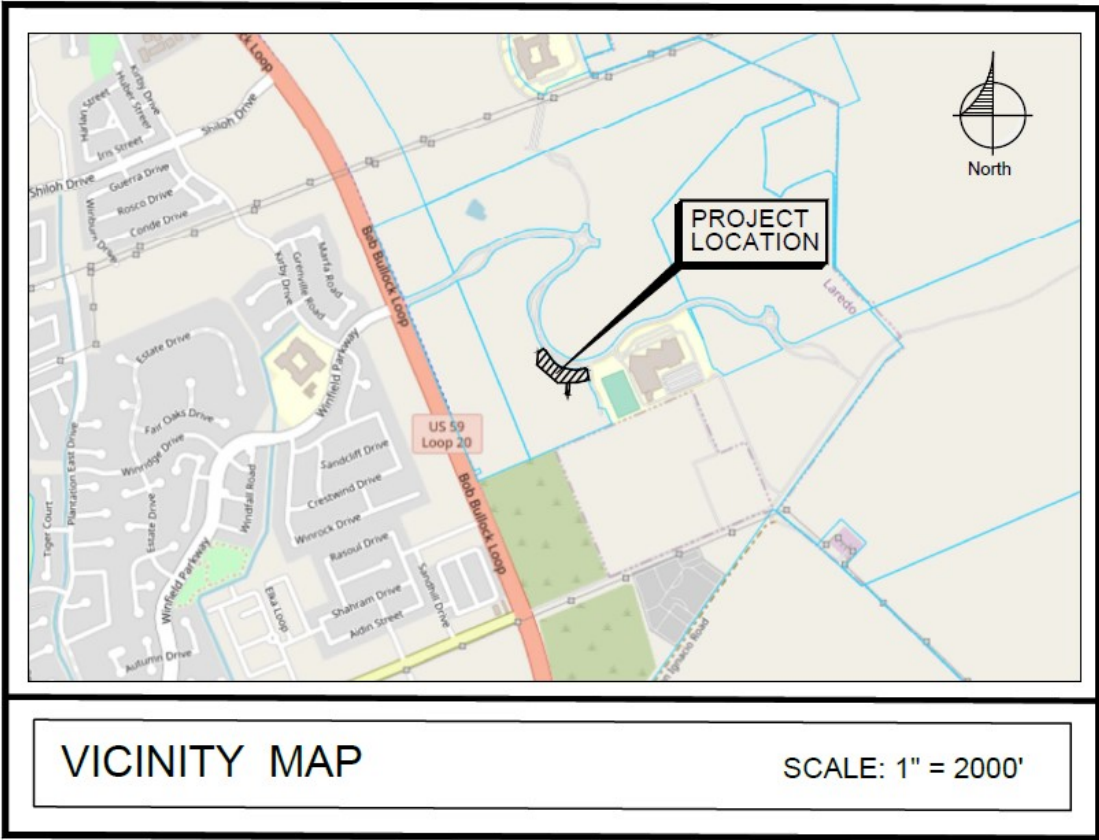 ck Loop
Kirby Drive
Huber Street
Harlan Street
Shiloh Drive
Iris Street
North
Guerra Drive
Shiloh Drive
Rosco Drive
Winburn Drive
Conde Drive
PROJECT
LOCATION
Marfa Road
Grenville Road
Kirby Drive
Bob Bullock Loop
Laredo
Estate Drive
Winfield Parkway
Fair Oaks Drive
US 59
Loop 20
Winridge Drive
Plantation East Drive
Sandcliff Drive
Crestwind Drive
Windfall Road
Bob Bullock Loop
Tiger Court
Estate Drive
Winrock Drive
Rasoul Drive
Winfield Parkway
Sandhill Drive
Elka Loop
Shahram Drive
Aidin Street
n Ignacio Road
Autumn Drive
VICINITY MAP
SCALE: 1" = 2000'